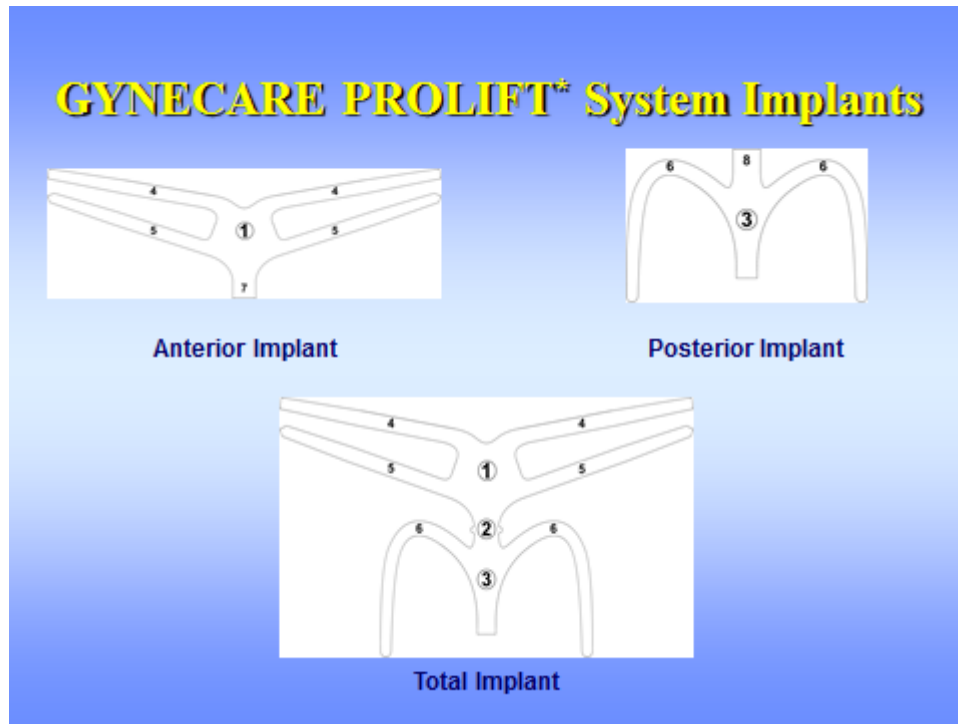 GYNECARE PROLIFT* System Implants
4 4
5 1 5
7
Anterior Implant
8
6 6
3
Posterior Implant
4 4
1
5 5
2
6 6
3
Total Implant